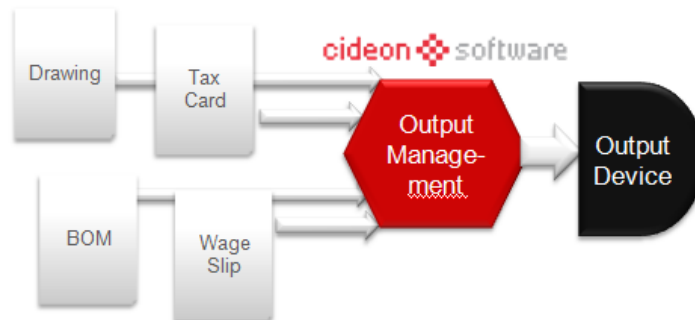 cideon software
Drawing
Tax
Card
Output
Manage-
ment
Output
Device
BOM
Wage
Slip